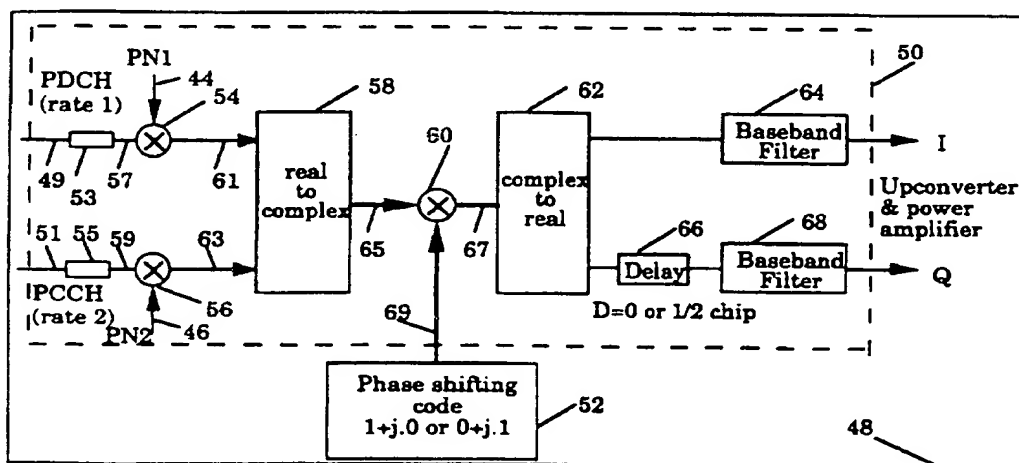 PN1
44
PDCH
(rate 1)
54
58
62
64
50
49
53
57
61
real
to
complex
60
complex
to
real
Baseband
Filter
I
65
67
Upconverter
& power
amplifier
51
55
59
63
66
68
Delay
Baseband
Filter
Q
PCCH
(rate 2)
56
PN2
46
69
D=0 or 1/2 chip
Phase shifting
code
1+j.0 or 0+j.1
52
48